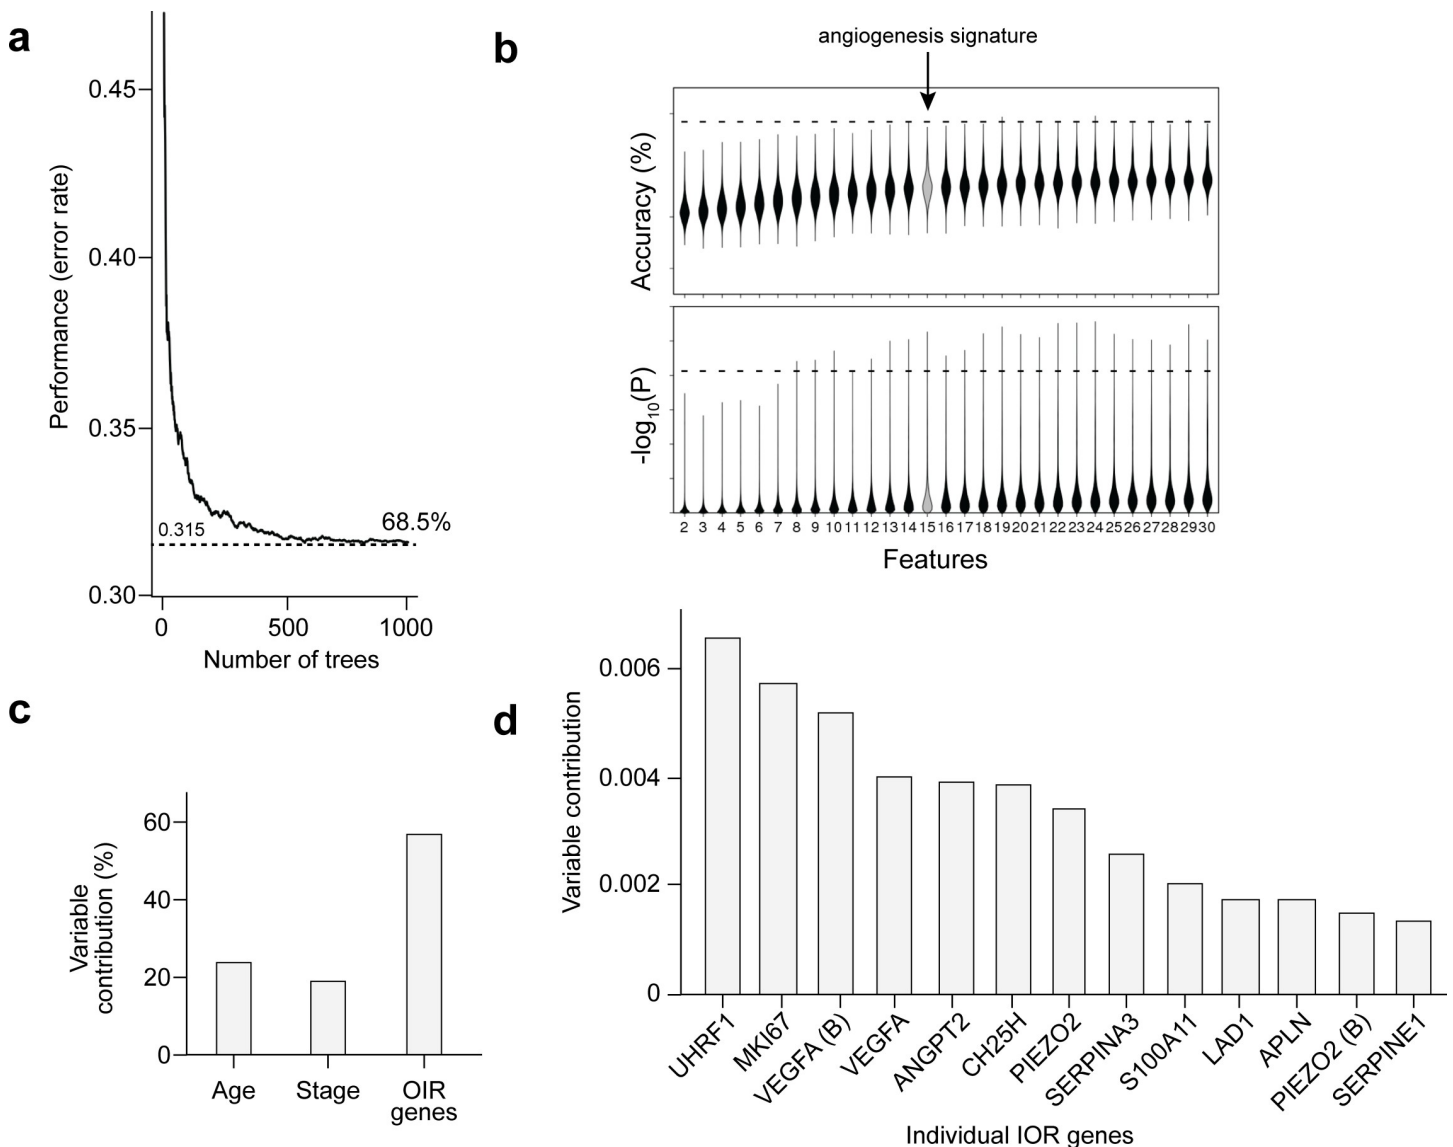 a
0.45
0.40
0.35
0.30
Performance (error rate)
0.315
68.5%
0
500
1000
Number of trees
b
angiogenesis signature
Accuracy (%)
-log10(P)
2 3 4 5 6 7 8 9 10 11 12 13 14 15 16 17 18 19 20 21 22 23 24 25 26 27 28 29 30
Features
c
Variable
contribution (%)
60
40
20
0
Age
Stage
OIR
genes
d
Variable contribution
0.006
0.004
0.002
0
UHRF1
MKI67
VEGFA (B)
VEGFA
ANGPT2
CH25H
PIEZO2
SERPINA3
S100A11
LAD1
APLN
PIEZO2 (B)
SERPINE1
Individual IOR genes